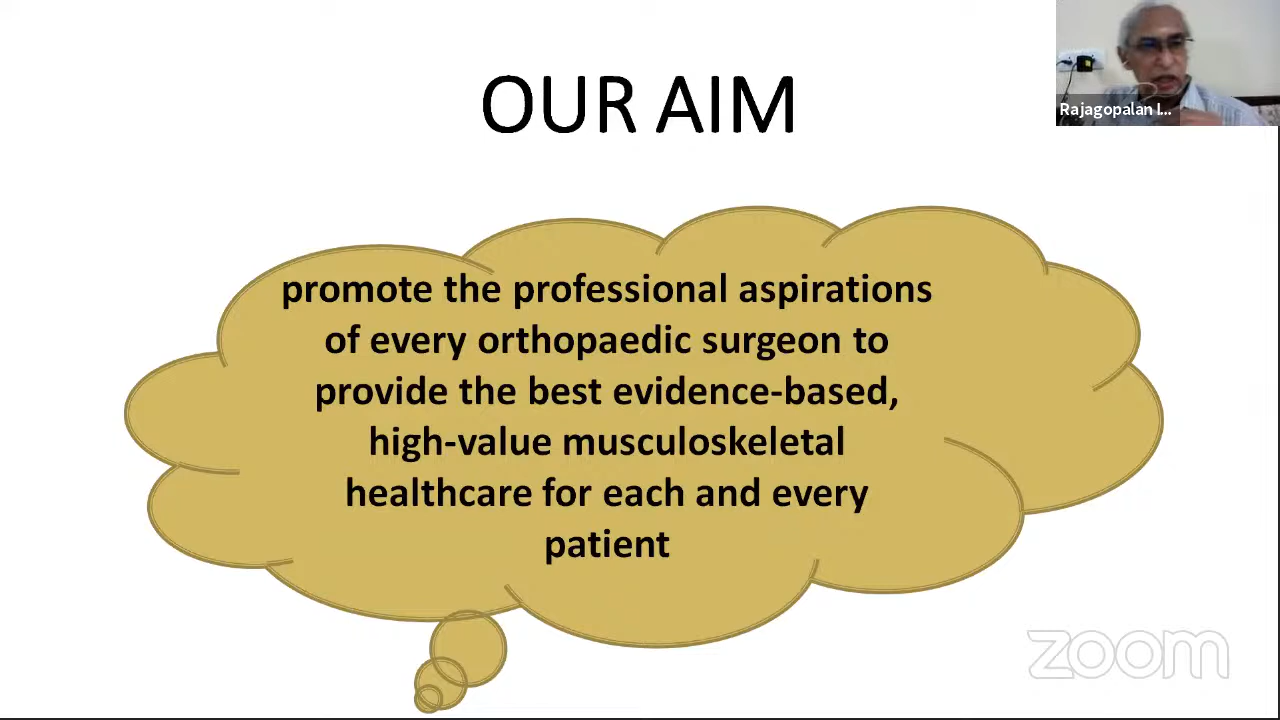 OUR AIM
Rajagopalan I...
promote the professional aspirations
of every orthopaedic surgeon to
provide the best evidence-based,
high-value musculoskeletal
healthcare for each and every
patient
zoom